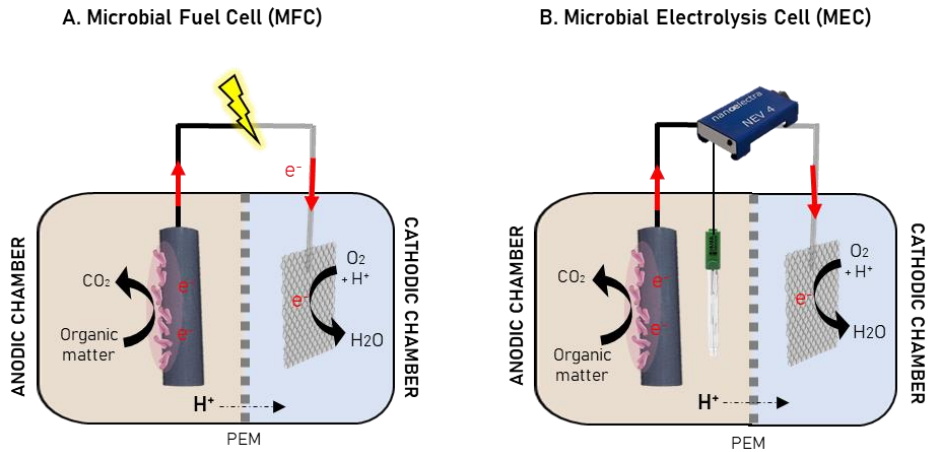 A. Microbial Fuel Cell (MFC)
e⁻
ANODIC CHAMBER
CATHODIC CHAMBER
CO₂
Organic
matter
e⁻
e⁻
e⁻
O₂
+ H⁺
H2O
H⁺
PEM
B. Microbial Electrolysis Cell (MEC)
nanoelectra
NEV 4
ANODIC CHAMBER
CATHODIC CHAMBER
CO₂
Organic
matter
e⁻
e⁻
e⁻
O₂
+ H⁺
H2O
H⁺
PEM